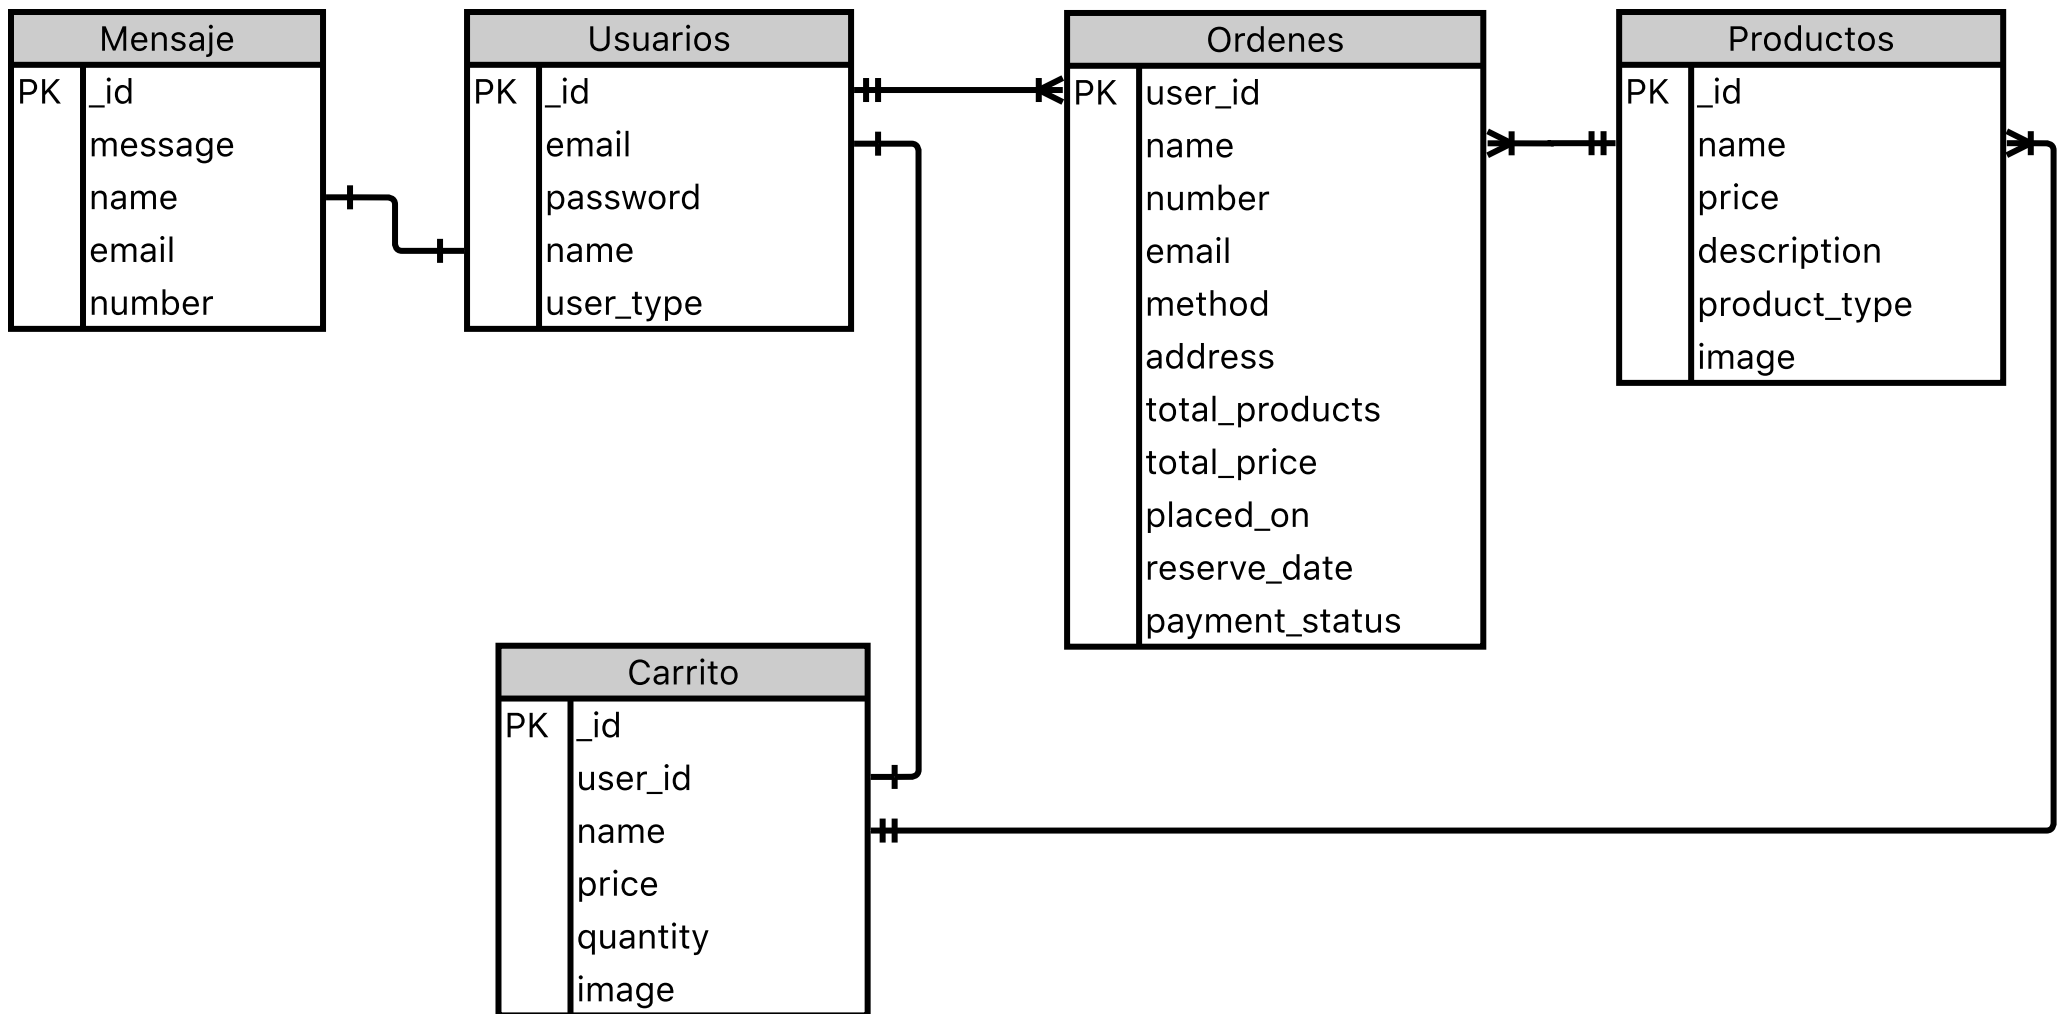 Mensaje
PK _id
message
name
email
number
Usuarios
PK _id
email
password
name
user_type
Ordenes
PK user_id
name
number
email
method
address
total_products
total_price
placed_on
reserve_date
payment_status
Productos
PK _id
name
price
description
product_type
image
Carrito
PK _id
user_id
name
price
quantity
image